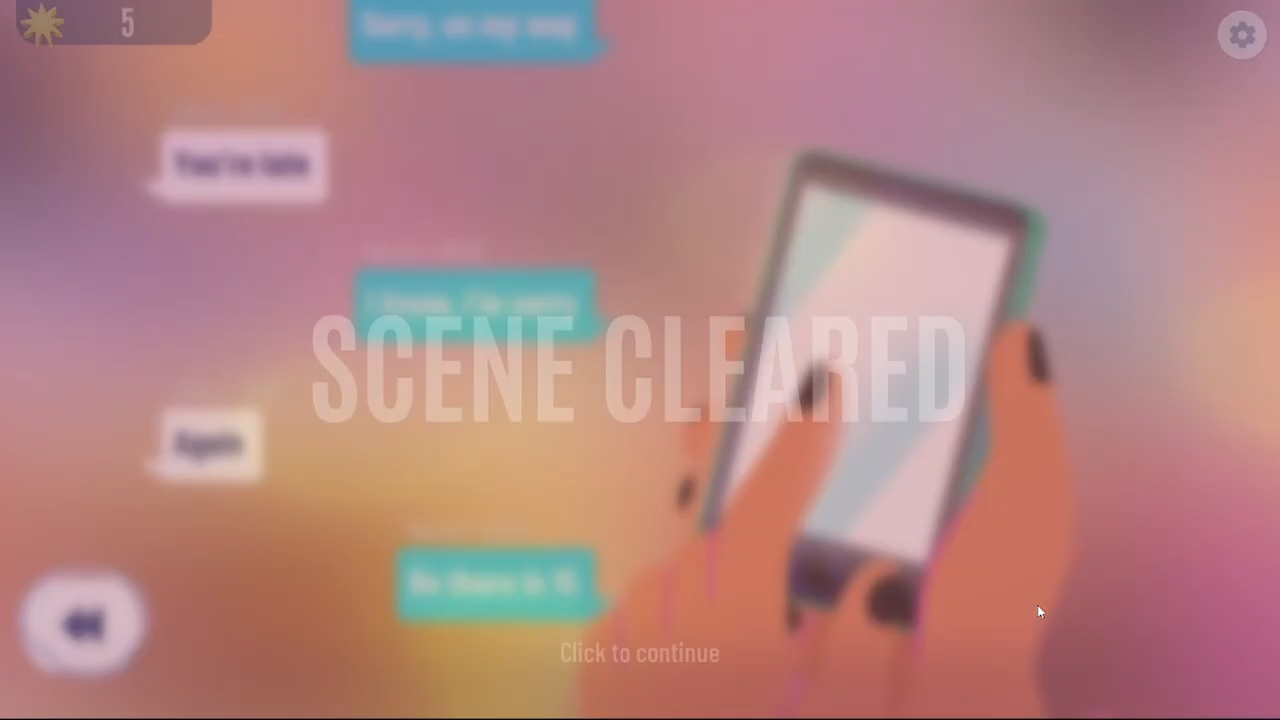 5
Sorry, on my way
You're late
I know, I'm sorry
SCENE CLEARED
Again
Be there in 15
Click to continue